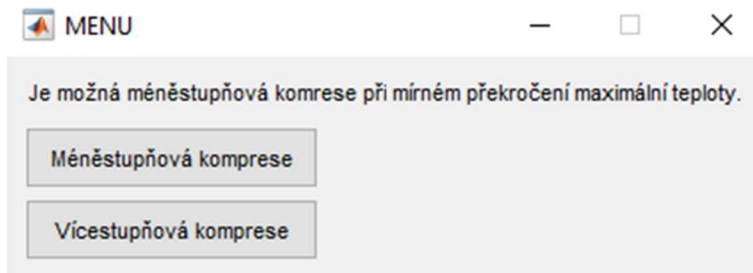 MENU
Je možná méněstupňová komrese při mírném překročení maximální teploty.
Méněstupňová komprese
Vícestupňová komprese